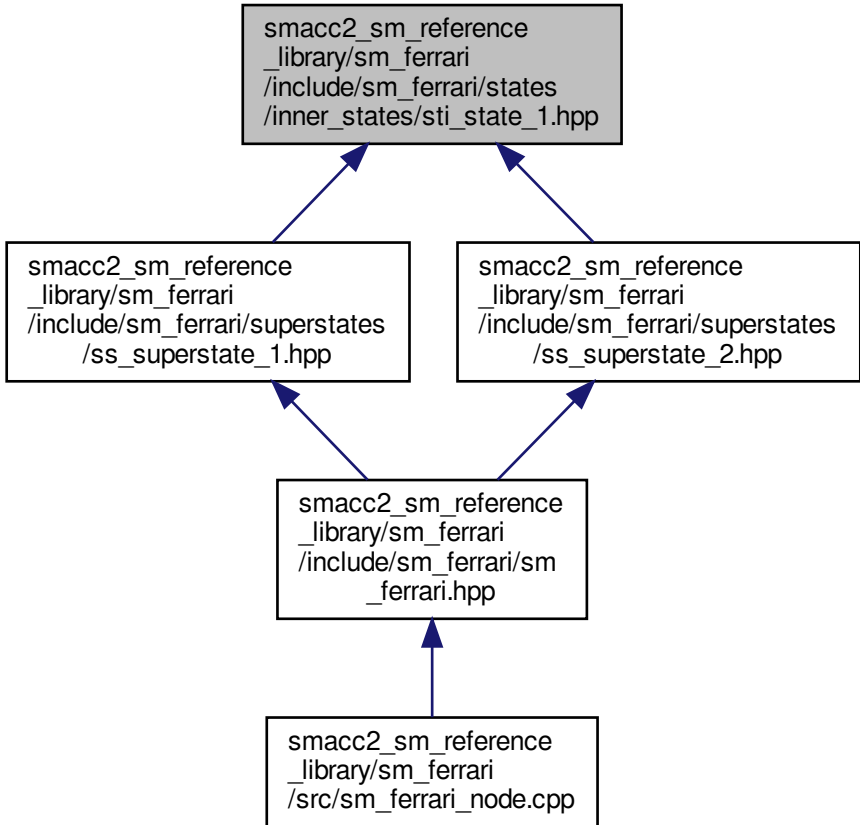 smacc2_sm_reference
_library/sm_ferrari
/include/sm_ferrari/states
/inner_states/sti_state_1.hpp
smacc2_sm_reference
_library/sm_ferrari
/include/sm_ferrari/superstates
/ss_superstate_1.hpp
smacc2_sm_reference
_library/sm_ferrari
/include/sm_ferrari/superstates
/ss_superstate_2.hpp
smacc2_sm_reference
_library/sm_ferrari
/include/sm_ferrari/sm
_ferrari.hpp
smacc2_sm_reference
_library/sm_ferrari
/src/sm_ferrari_node.cpp